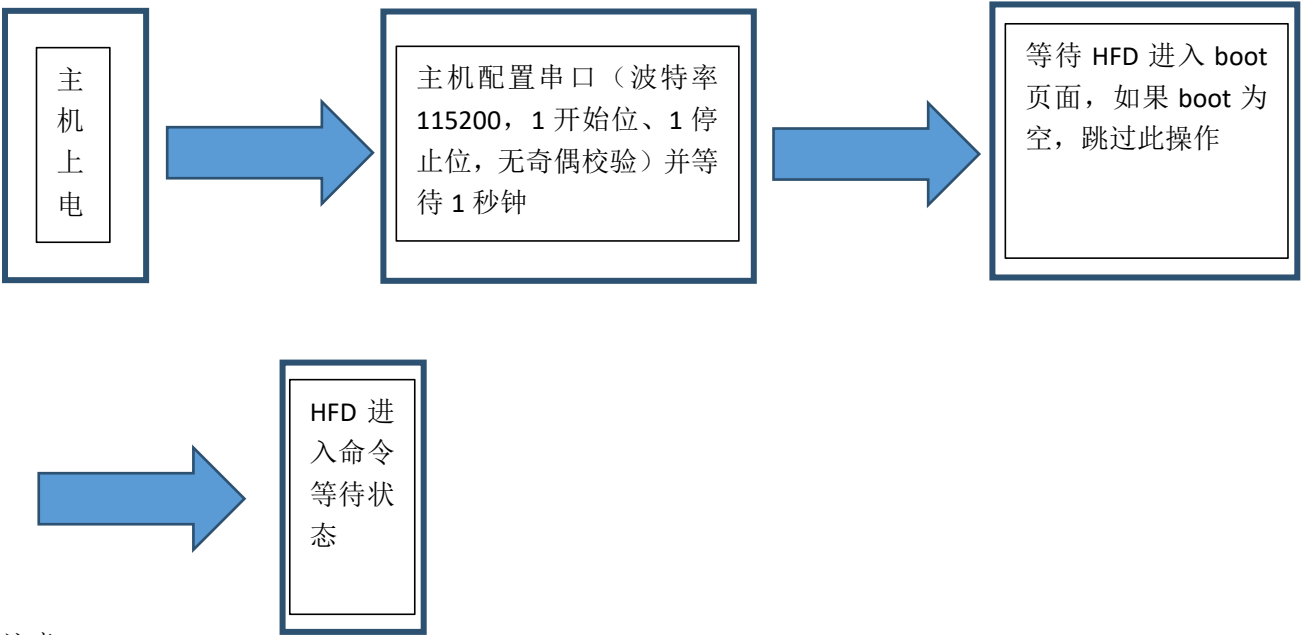 主
机
上
电
主机配置串口（波特率
115200，1 开始位、1 停
止位，无奇偶校验）并等
待 1 秒钟
等待 HFD 进入 boot
页面，如果 boot 为
空，跳过此操作
HFD 进
入命令
等待状
态